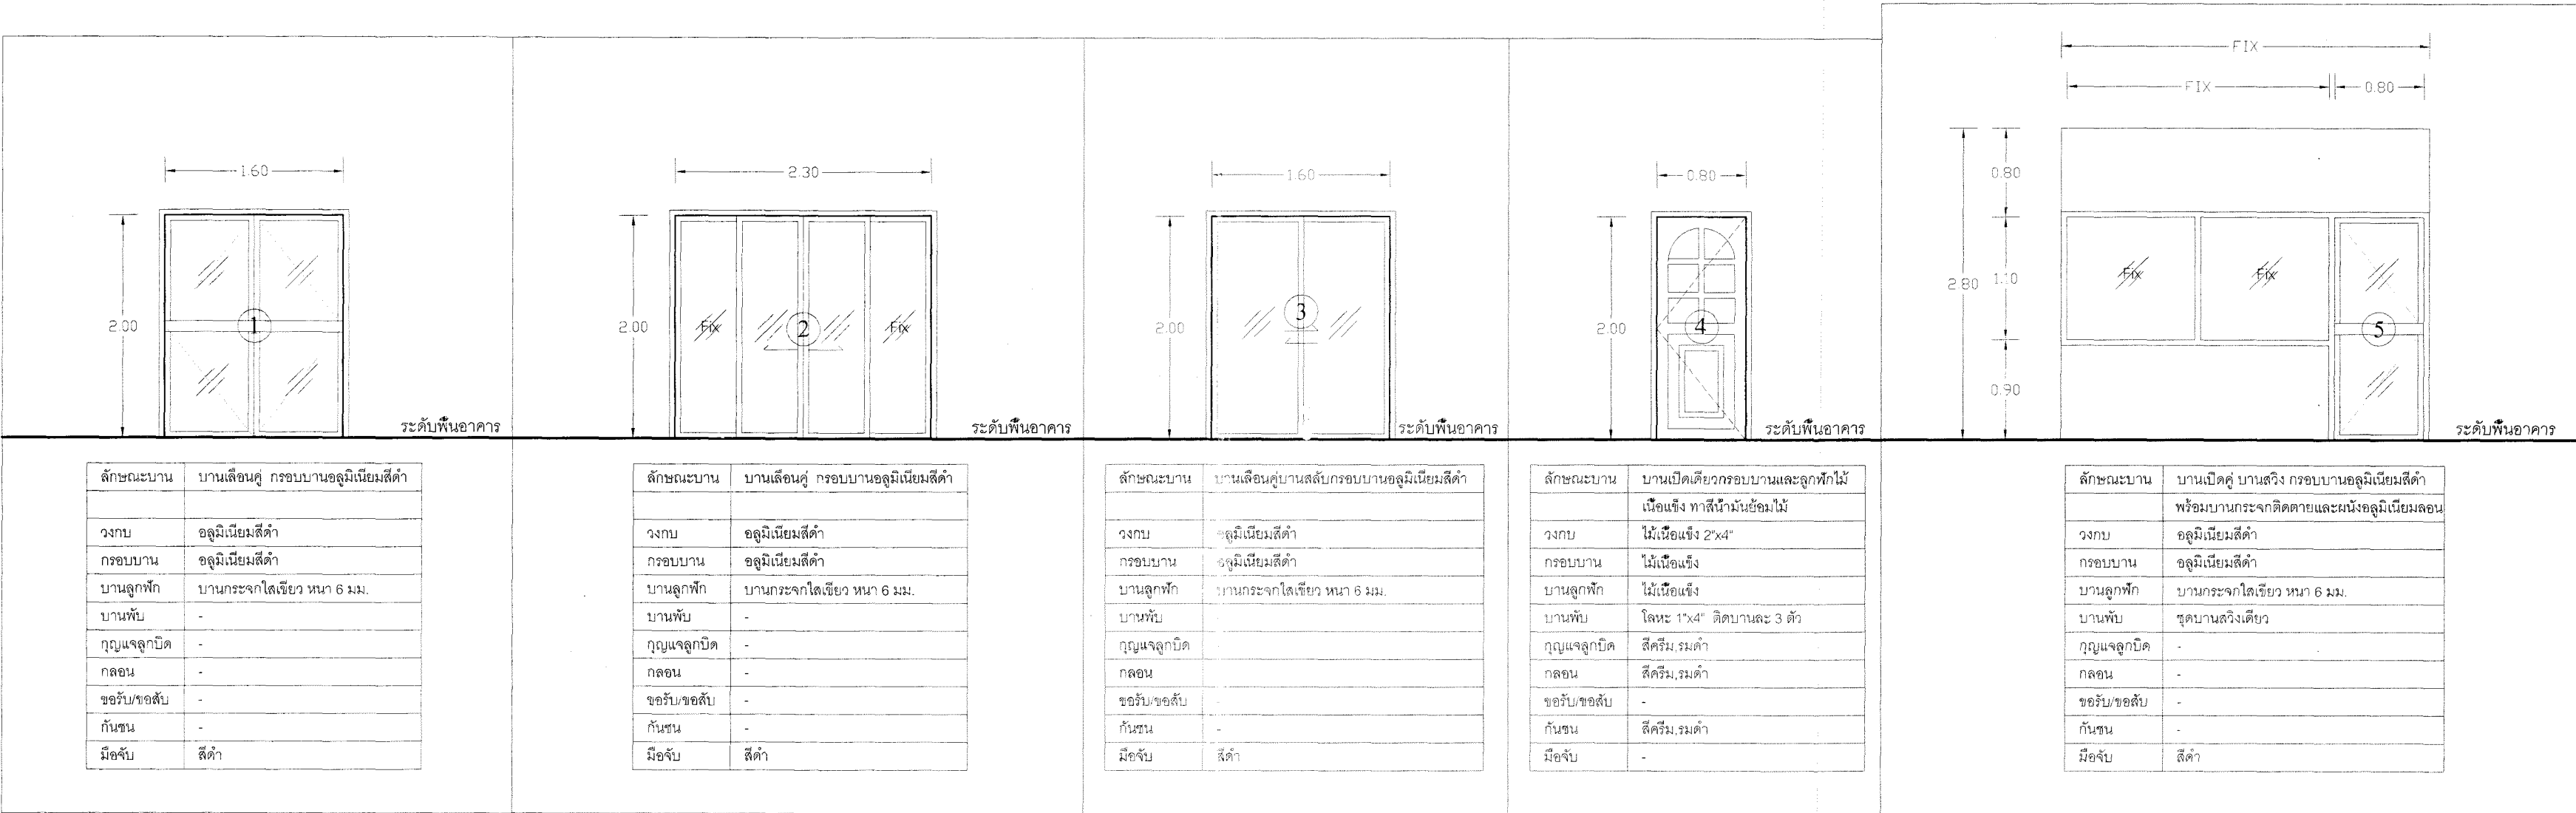 1.60
2.00
1
ระดับพื้นอาคาร
ลักษณะบาน บานเลื่อนคู่ กรอบบานอลูมิเนียมสีดำ
วงกบ อลูมิเนียมสีดำ
กรอบบาน อลูมิเนียมสีดำ
บานลูกฟัก บานกระจกใสเขียว หนา 6 มม.
บานพับ -
กุญแจลูกบิด -
กลอน -
ขอรับ/ขอสับ -
กันชน -
มือจับ สีดำ
2.30
2.00
Fix
2
Fix
ระดับพื้นอาคาร
ลักษณะบาน บานเลื่อนคู่ กรอบบานอลูมิเนียมสีดำ
วงกบ อลูมิเนียมสีดำ
กรอบบาน อลูมิเนียมสีดำ
บานลูกฟัก บานกระจกใสเขียว หนา 6 มม.
บานพับ -
กุญแจลูกบิด -
กลอน -
ขอรับ/ขอสับ -
กันชน -
มือจับ สีดำ
1.60
2.00
3
ระดับพื้นอาคาร
ลักษณะบาน บานเลื่อนคู่บานสลับกรอบบานอลูมิเนียมสีดำ
วงกบ อลูมิเนียมสีดำ
กรอบบาน อลูมิเนียมสีดำ
บานลูกฟัก บานกระจกใสเขียว หนา 6 มม.
บานพับ
กุญแจลูกบิด
กลอน
ขอรับ/ขอสับ
กันชน -
มือจับ สีดำ
0.80
2.00
4
ระดับพื้นอาคาร
ลักษณะบาน บานเปิดเดี่ยวกรอบบานและลูกฟักไม้
เนื้อแข็ง ทาสีน้ำมันย้อมไม้
วงกบ ไม้เนื้อแข็ง 2"x4"
กรอบบาน ไม้เนื้อแข็ง
บานลูกฟัก ไม้เนื้อแข็ง
บานพับ โลหะ 1"x4" ติดบานละ 3 ตัว
กุญแจลูกบิด สีครีม,รมดำ
กลอน สีครีม,รมดำ
ขอรับ/ขอสับ -
กันชน สีครีม,รมดำ
มือจับ -
FIX
FIX 0.80
0.80
2.80 1.10
0.90
Fix
Fix
5
ระดับพื้นอาคาร
ลักษณะบาน บานเปิดคู่ บานสวิง กรอบบานอลูมิเนียมสีดำ
พร้อมบานกระจกติดตายและผนังอลูมิเนียมลอน
วงกบ อลูมิเนียมสีดำ
กรอบบาน อลูมิเนียมสีดำ
บานลูกฟัก บานกระจกใสเขียว หนา 6 มม.
บานพับ ชุดบานสวิงเดี่ยว
กุญแจลูกบิด -
กลอน -
ขอรับ/ขอสับ -
กันชน -
มือจับ สีดำ